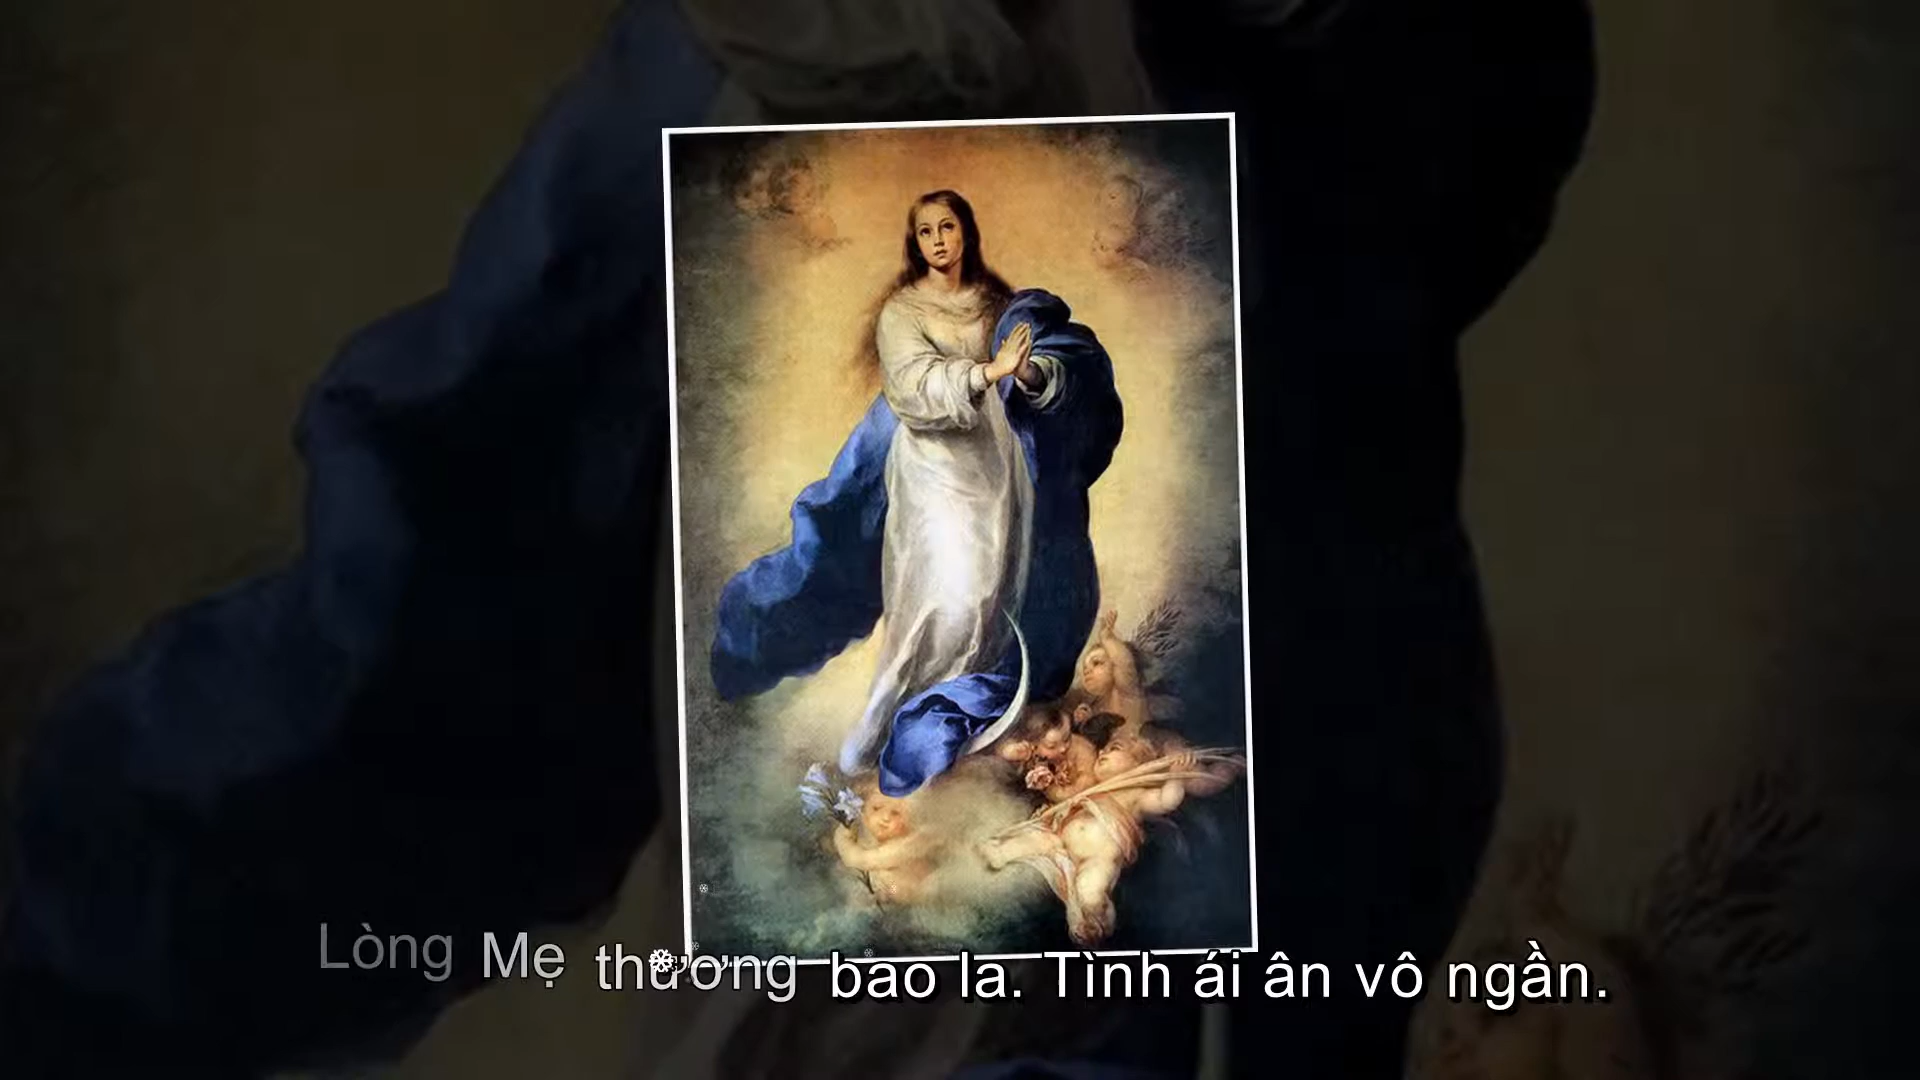 Lòng Mẹ thương bao la. Tình ái ân vô ngần.